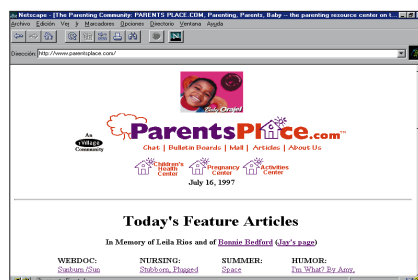 Netscape - [The Parenting Community: PARENTS PLACE.COM, Parenting, Parents, Baby -- the parenting resource center on t...
Archivo Edición Ver Ir Marcadores Opciones Directorio Ventana Ayuda
Dirección: http://www.parentsplace.com/
Baby Orajel
An
iVillage
Community
ParentsPlace.com
Chat | Bulletin Boards | Mall | Articles | About Us
Children's Health Center
Pregnancy Center
Activities Center
July 16, 1997
Today's Feature Articles
In Memory of Leila Rios and of Bonnie Bedford (Jay's page)
WEBDOC: NURSING: SUMMER: HUMOR:
Sunburn /Sun Stubborn, Plugged Space I'm What? By Amy,